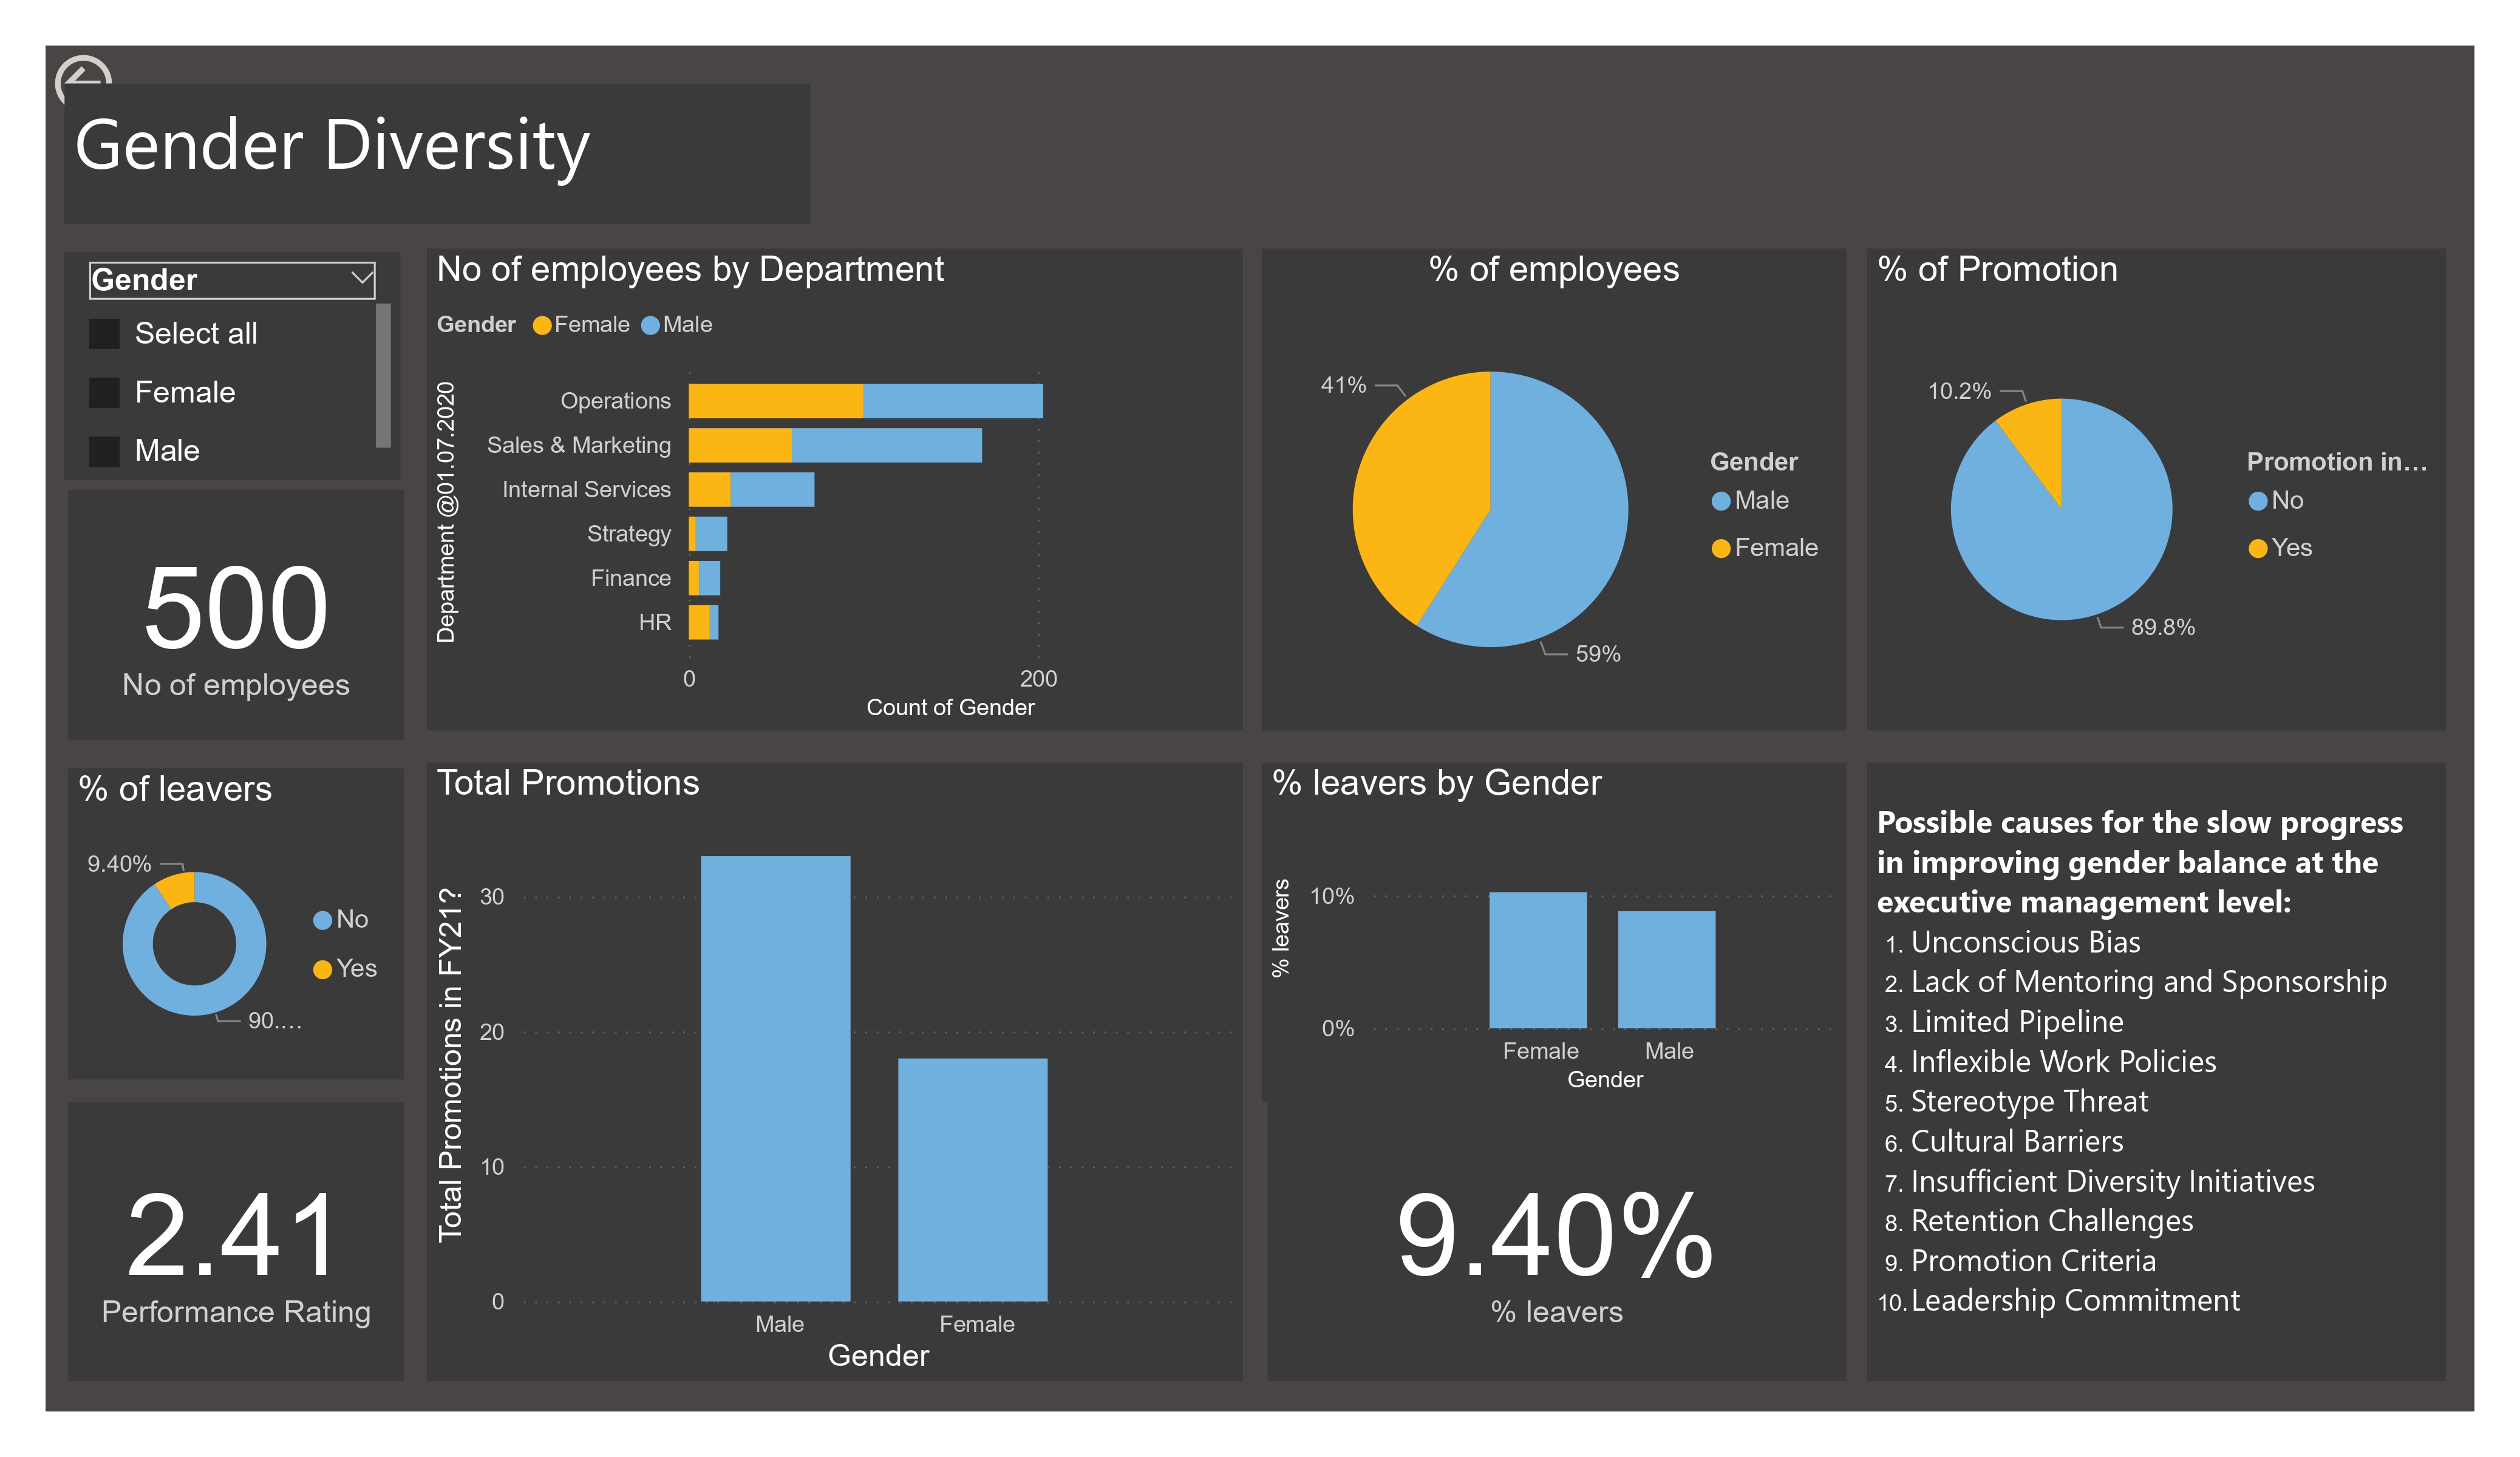 Gender Diversity
Gender
Select all
Female
Male
500
No of employees
No of employees by Department
Gender Female Male
Department @01.07.2020
Operations
Sales & Marketing
Internal Services
Strategy
Finance
HR
0 200
Count of Gender
% of employees
41%
59%
Gender
Male
Female
% of Promotion
10.2%
89.8%
Promotion in…
No
Yes
% of leavers
9.40%
90.…
No
Yes
2.41
Performance Rating
Total Promotions
Total Promotions in FY21?
30
20
10
0
Male Female
Gender
% leavers by Gender
% leavers
10%
0%
Female Male
Gender
9.40%
% leavers
Possible causes for the slow progress
in improving gender balance at the
executive management level:
1. Unconscious Bias
2. Lack of Mentoring and Sponsorship
3. Limited Pipeline
4. Inflexible Work Policies
5. Stereotype Threat
6. Cultural Barriers
7. Insufficient Diversity Initiatives
8. Retention Challenges
9. Promotion Criteria
10. Leadership Commitment